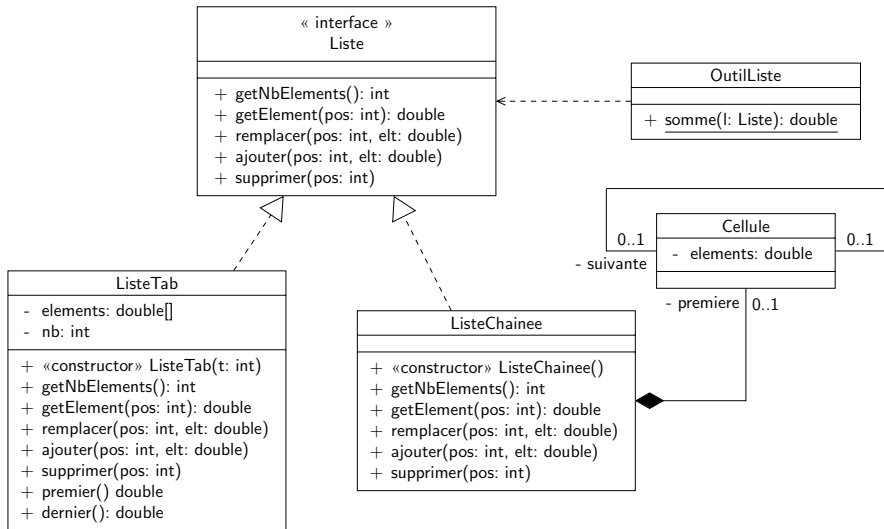 « interface »
Liste
+ getNbElements(): int
+ getElement(pos: int): double
+ remplacer(pos: int, elt: double)
+ ajouter(pos: int, elt: double)
+ supprimer(pos: int)
OutilListe
+ somme(l: Liste): double
Cellule
- elements: double
0..1
0..1
- suivante
- premiere
0..1
ListeTab
- elements: double[]
- nb: int
+ «constructor» ListeTab(t: int)
+ getNbElements(): int
+ getElement(pos: int): double
+ remplacer(pos: int, elt: double)
+ ajouter(pos: int, elt: double)
+ supprimer(pos: int)
+ premier() double
+ dernier(): double
ListeChainee
+ «constructor» ListeChainee()
+ getNbElements(): int
+ getElement(pos: int): double
+ remplacer(pos: int, elt: double)
+ ajouter(pos: int, elt: double)
+ supprimer(pos: int)